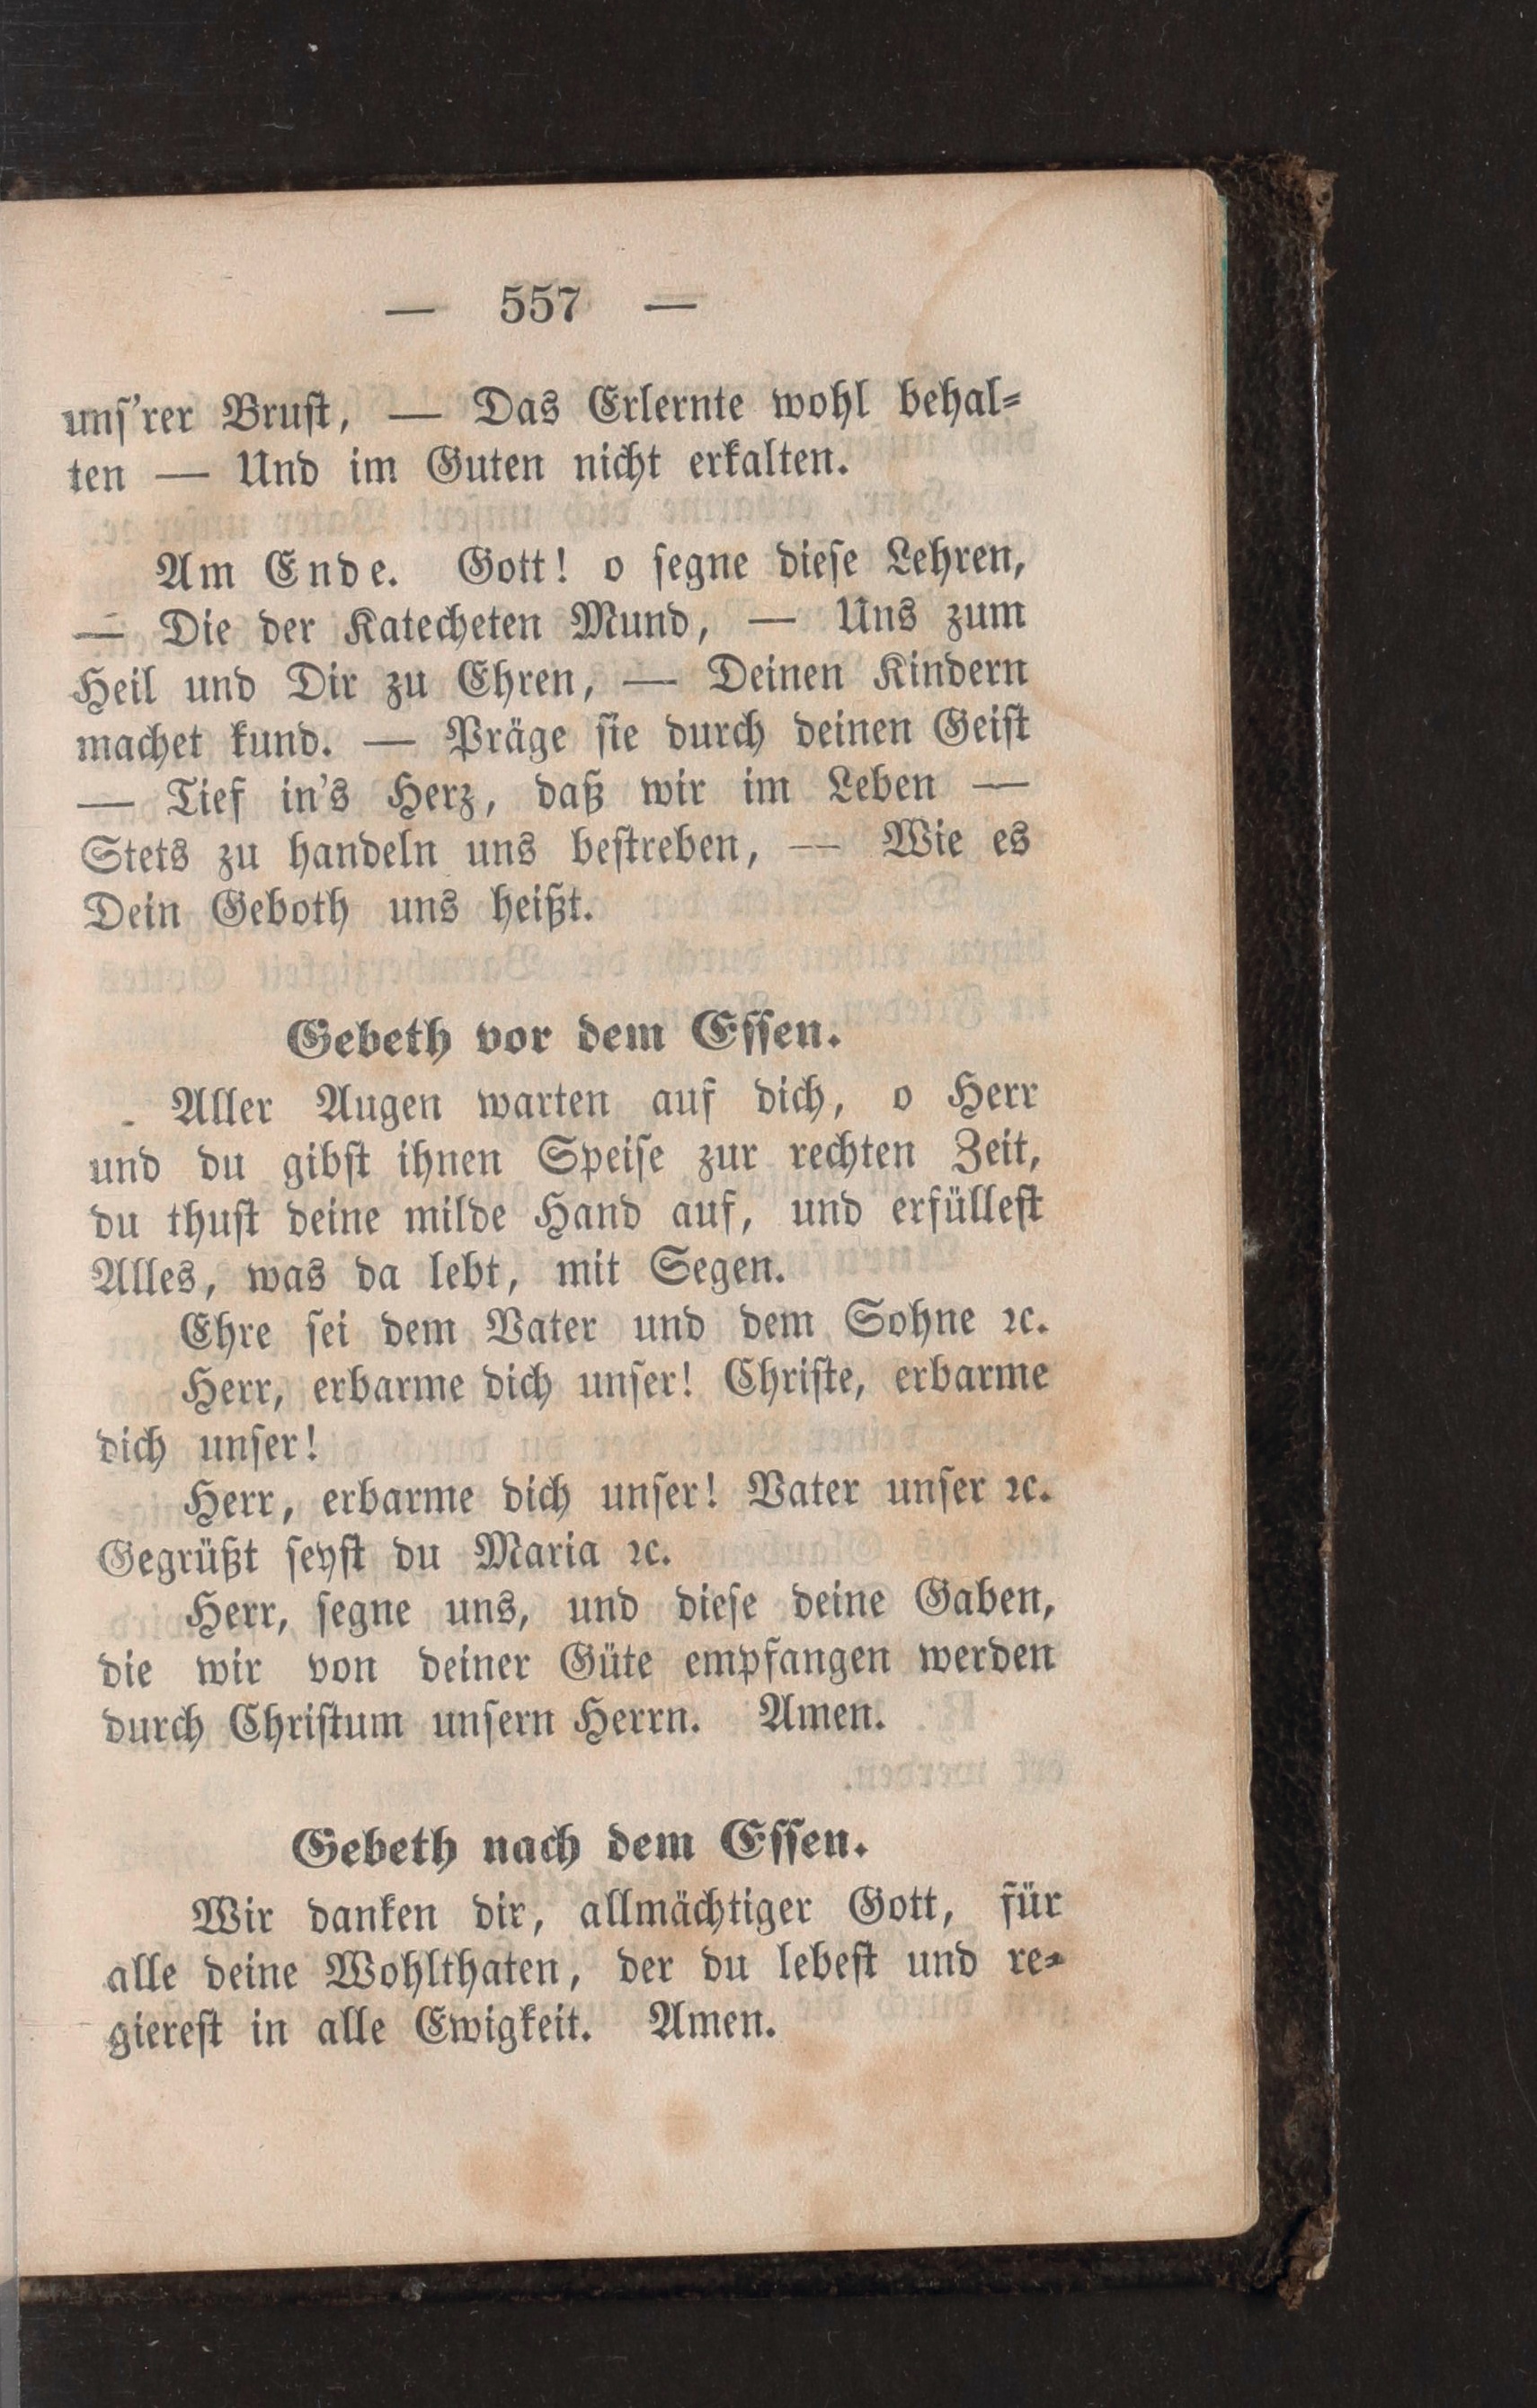 — 557 —
uns'rer Brust, — Das Erlernte wohl behal-
ten — Und im Guten nicht erkalten.
Am Ende. Gott! o segne diese Lehren,
— Die der Katecheten Mund, — Uns zum
Heil und Dir zu Ehren, — Deinen Kindern
machet kund. — Präge sie durch deinen Geist
— Tief in's Herz, daß wir im Leben —
Stets zu handeln uns bestreben, — Wie es
Dein Geboth uns heißt.
Gebeth vor dem Essen.
Aller Augen warten auf dich, o Herr
und du gibst ihnen Speise zur rechten Zeit,
du thust deine milde Hand auf, und erfüllest
Alles, was da lebt, mit Segen.
Ehre sei dem Vater und dem Sohne ꝛc.
Herr, erbarme dich unser! Christe, erbarme
dich unser!
Herr, erbarme dich unser! Vater unser ꝛc.
Gegrüßt seyst du Maria ꝛc.
Herr, segne uns, und diese deine Gaben,
die wir von deiner Güte empfangen werden
durch Christum unsern Herrn. Amen.
Gebeth nach dem Essen.
Wir danken dir, allmächtiger Gott, für
alle deine Wohlthaten, der du lebest und re-
gierest in alle Ewigkeit. Amen.